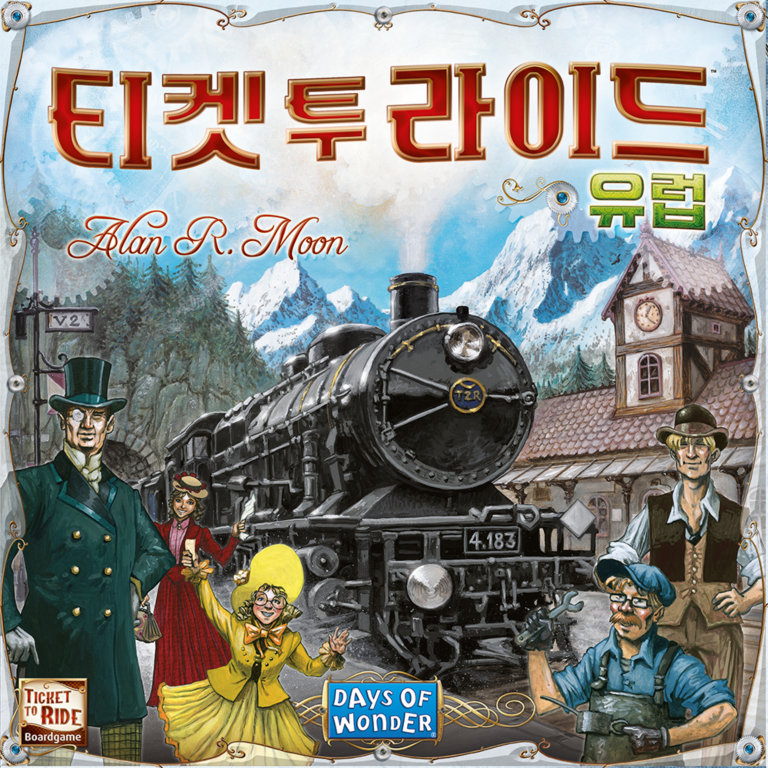 티켓 투 라이드
유럽
Alan R. Moon
V2
T2R
4.183
TICKET
TO RIDE
Boardgame
DAYS OF
WONDER